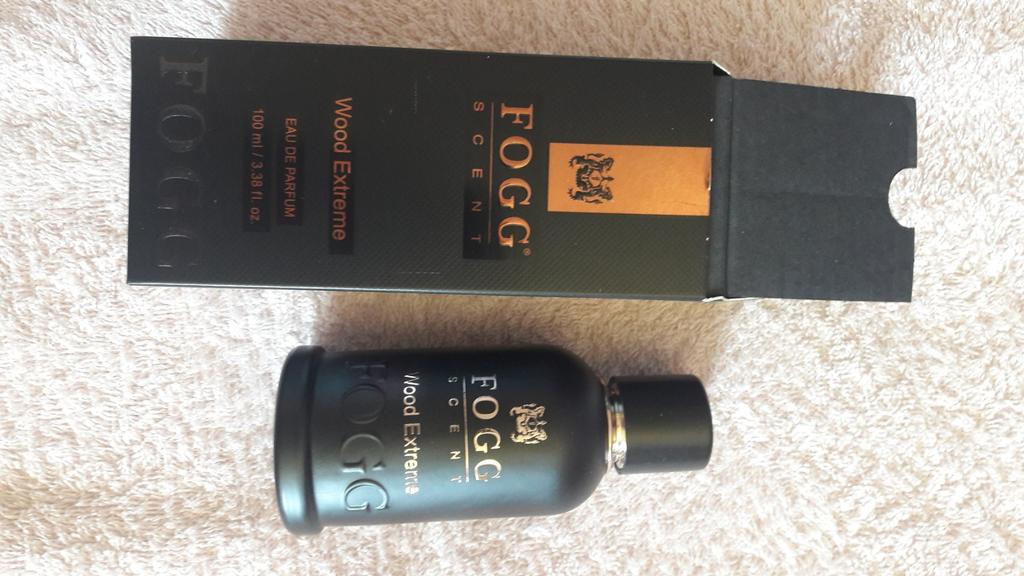 FOGG®
SCENT
Wood Extreme
EAU DE PARFUM
100 ml / 3.38 fl. oz.
FOGG
FOGG
SCENT
Wood Extreme
FOGG